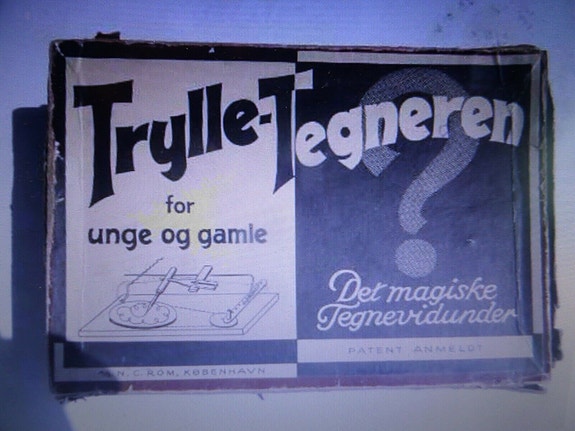 Trylle-Tegneren
for
unge og gamle
Det magiske
Tegnevidunder
PATENT ANMELDT
N. C. ROM, KØBENHAVN